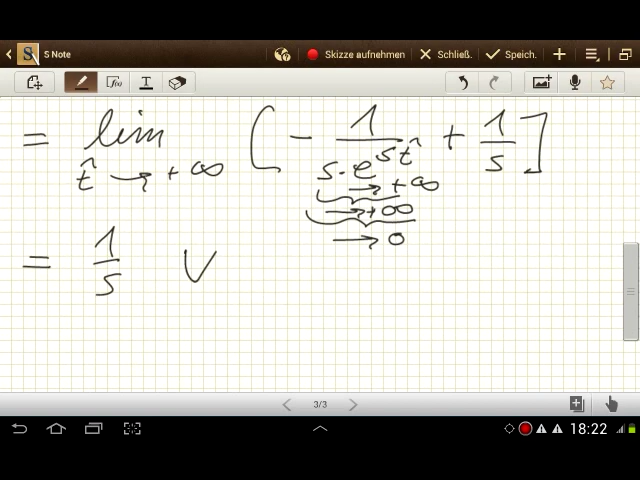 S Note
Skizze aufnehmen
Schließ.
Speich.
= lim t̂ → +∞ [ - 1/(s·e^(st̂)) + 1/s ]
→ +∞
→ +∞
→ 0
= 1/s ✓
3/3
18:22